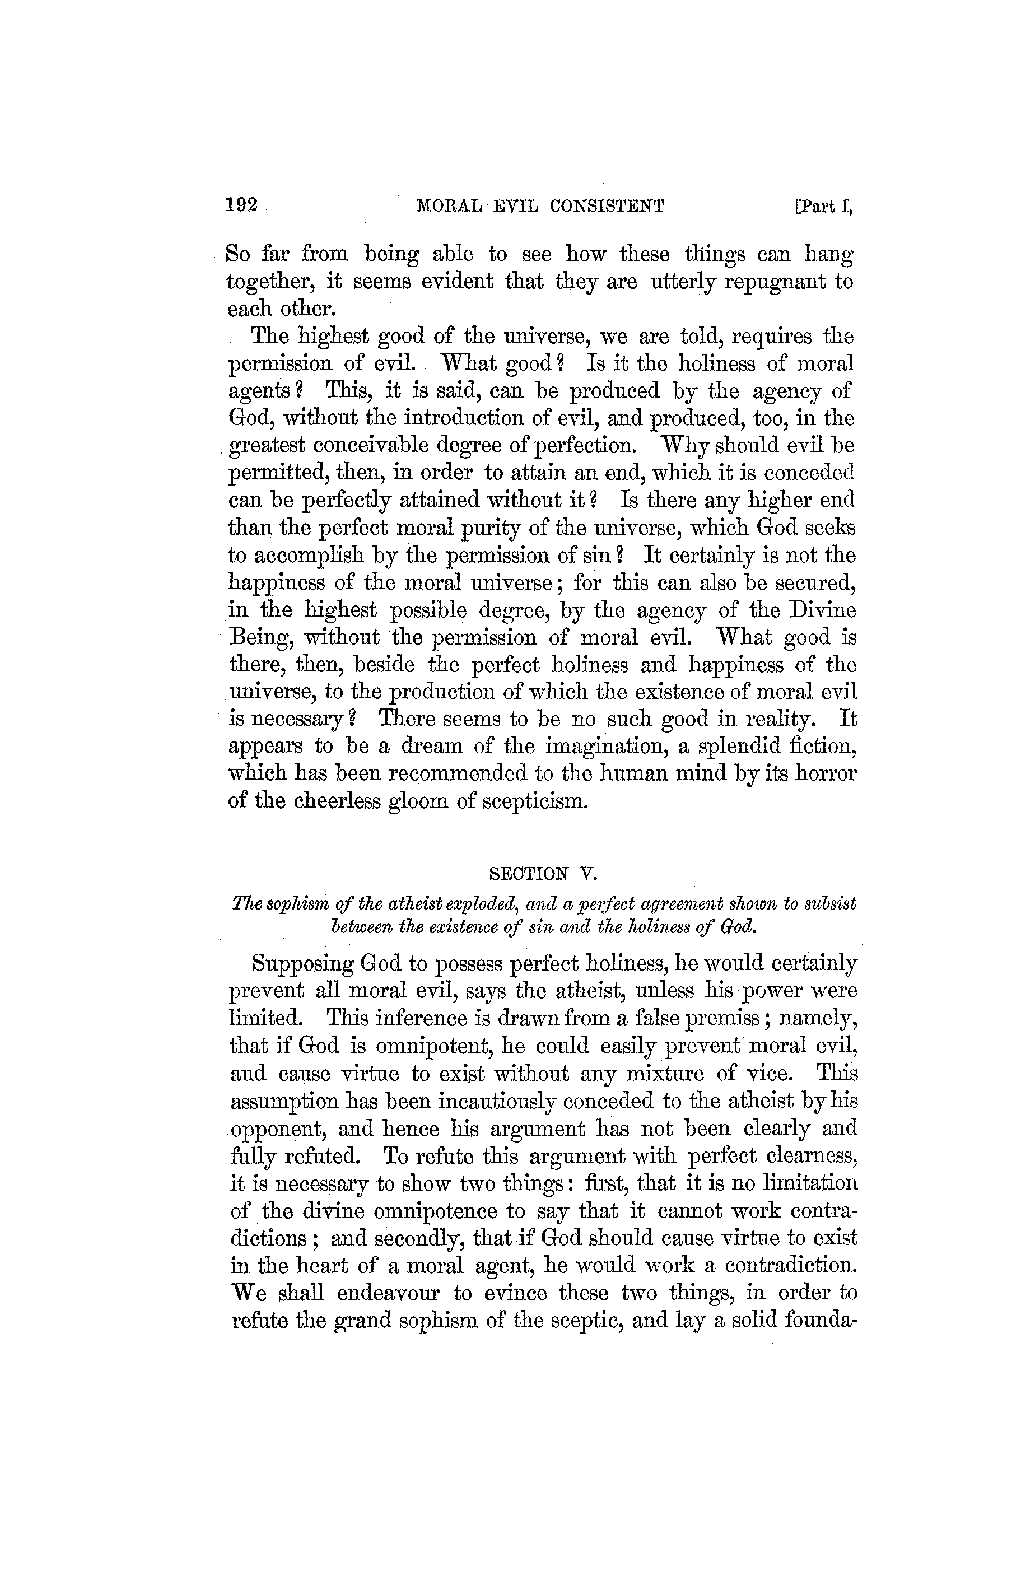 192 MORAL EVIL CONSISTENT [Part I,
So far from being able to see how these things can hang
together, it seems evident that they are utterly repugnant to
each other.
The highest good of the universe, we are told, requires the
permission of evil. What good? Is it the holiness of moral
agents? This, it is said, can be produced by the agency of
God, without the introduction of evil, and produced, too, in the
greatest conceivable degree of perfection. Why should evil be
permitted, then, in order to attain an end, which it is conceded
can be perfectly attained without it? Is there any higher end
than the perfect moral purity of the universe, which God seeks
to accomplish by the permission of sin? It certainly is not the
happiness of the moral universe; for this can also be secured,
in the highest possible degree, by the agency of the Divine
Being, without the permission of moral evil. What good is
there, then, beside the perfect holiness and happiness of the
universe, to the production of which the existence of moral evil
is necessary? There seems to be no such good in reality. It
appears to be a dream of the imagination, a splendid fiction,
which has been recommended to the human mind by its horror
of the cheerless gloom of scepticism.
SECTION V.
The sophism of the atheist exploded, and a perfect agreement shown to subsist
between the existence of sin and the holiness of God.
Supposing God to possess perfect holiness, he would certainly
prevent all moral evil, says the atheist, unless his power were
limited. This inference is drawn from a false premiss; namely,
that if God is omnipotent, he could easily prevent moral evil,
and cause virtue to exist without any mixture of vice. This
assumption has been incautiously conceded to the atheist by his
opponent, and hence his argument has not been clearly and
fully refuted. To refute this argument with perfect clearness,
it is necessary to show two things: first, that it is no limitation
of the divine omnipotence to say that it cannot work contra-
dictions; and secondly, that if God should cause virtue to exist
in the heart of a moral agent, he would work a contradiction.
We shall endeavour to evince these two things, in order to
refute the grand sophism of the sceptic, and lay a solid founda-